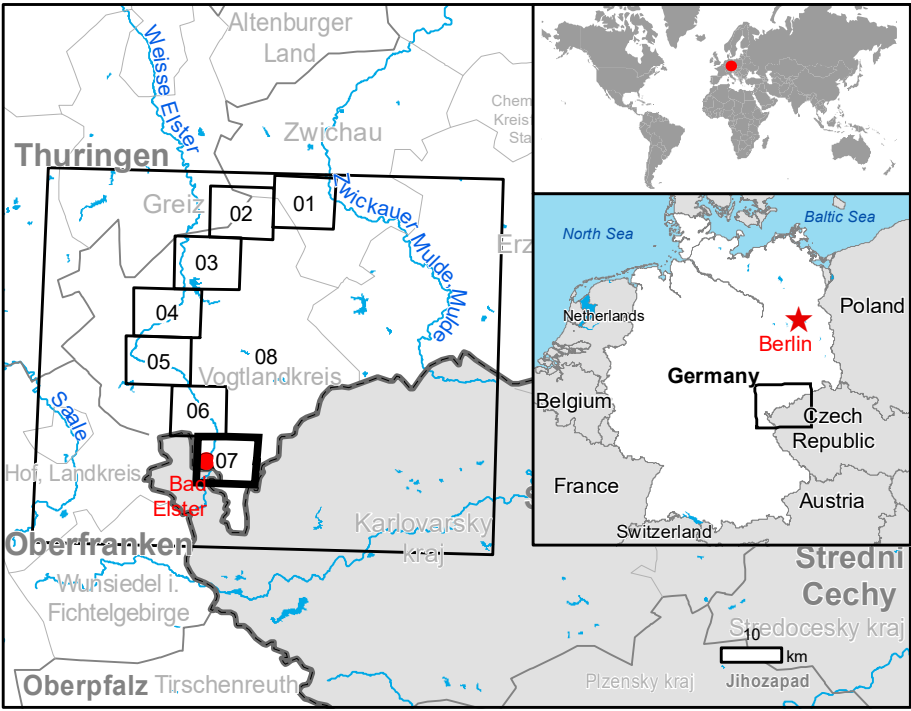 Altenburger
Land
Weisse Elster
Chem
Kreis
Sta
Zwichau
Thuringen
Zwickauer Mulde, Mulde
Greiz
02
01
Erz
03
04
05
08
Vogtlandkreis
06
Saale
07
Hof, Landkreis
Bad
Elster
Karlovarsky
kraj
Oberfranken
Wunsiedel i.
Fichtelgebirge
Oberpfalz
Tirschenreuth
Plzensky kraj
Stredni
Cechy
Stredocesky kraj
10
km
Jihozapad
North Sea
Baltic Sea
Netherlands
Poland
Berlin
Germany
Belgium
Czech
Republic
France
Austria
Switzerland